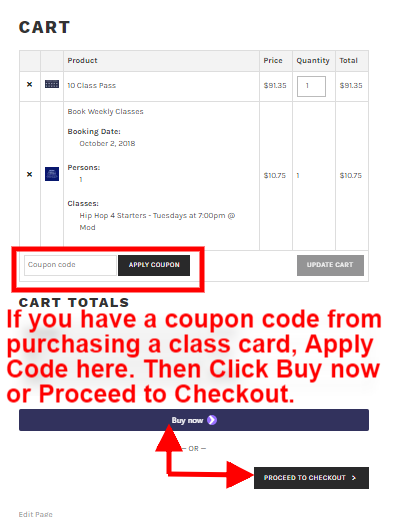 CART
Product Price Quantity Total
× 10 Class Pass $91.35 1 $91.35
Book Weekly Classes
Booking Date:
October 2, 2018
Persons:
1
× $10.75 1 $10.75
Classes:
Hip Hop 4 Starters - Tuesdays at 7:00pm @
Mod
Coupon code APPLY COUPON UPDATE CART
CART TOTALS
If you have a coupon code from
purchasing a class card, Apply
Code here. Then Click Buy now
or Proceed to Checkout.
Buy now
— OR —
PROCEED TO CHECKOUT >
Edit Page